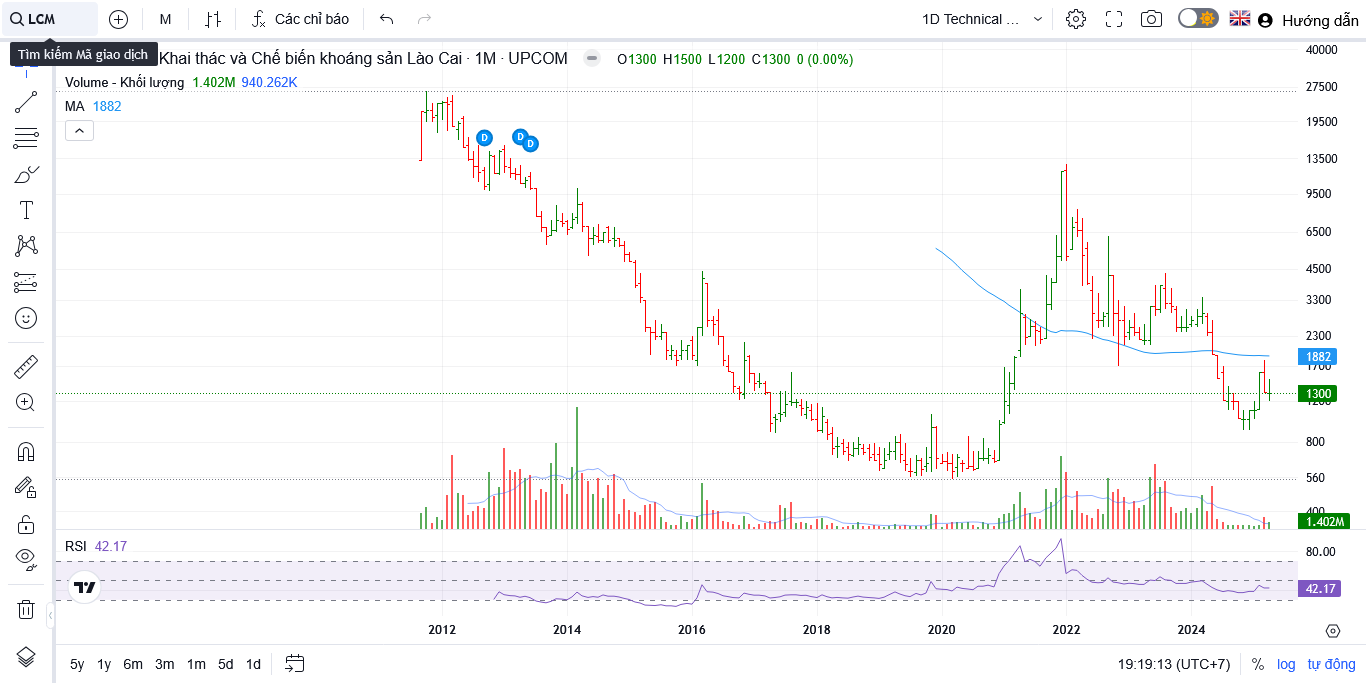 LCM
M
Các chỉ báo
1D Technical ...
Hướng dẫn
Tìm kiếm Mã giao dịch
Khai thác và Chế biến khoáng sản Lào Cai · 1M · UPCOM
O1300 H1500 L1200 C1300 0 (0.00%)
Volume - Khối lượng 1.402M 940.262K
MA 1882
D
D
D
40000
27500
19500
13500
9500
6500
4500
3300
2300
1882
1700
1300
1200
800
560
400
1.402M
RSI 42.17
80.00
42.17
2012 2014 2016 2018 2020 2022 2024
5y 1y 6m 3m 1m 5d 1d
19:19:13 (UTC+7) % log tự động